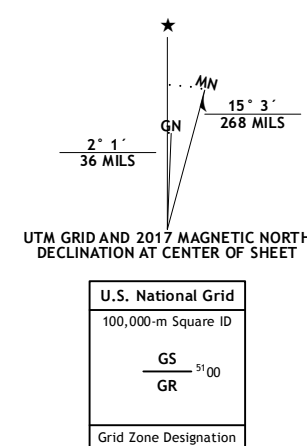 ★
MN
GN
15° 3´
268 MILS
2° 1´
36 MILS
UTM GRID AND 2017 MAGNETIC NORTH
DECLINATION AT CENTER OF SHEET
U.S. National Grid
100,000-m Square ID
GS
5100
GR
Grid Zone Designation